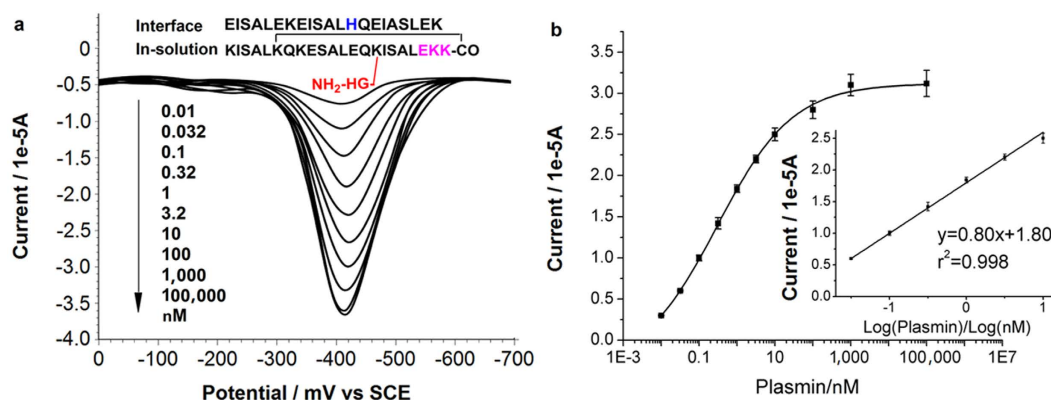 a
Interface EISALEKEISALHQEIASLEK
In-solution KISALKQKESALEQKISALEKK-CO
NH2-HG
0
-0.5
-1.0
-1.5
-2.0
-2.5
-3.0
-3.5
-4.0
Current / 1e-5A
0.01
0.032
0.1
0.32
1
3.2
10
100
1,000
100,000
nM
0 -100 -200 -300 -400 -500 -600 -700
Potential / mV vs SCE
b
3.5
3.0
2.5
2.0
1.5
1.0
0.5
0.0
Current / 1e-5A
1E-3 0.1 10 1,000 100,000 1E7
Plasmin/nM
2.5
2.0
1.5
1.0
0.5
0.0
Current / 1e-5A
y=0.80x+1.80
r²=0.998
-1 0 1
Log(Plasmin)/Log(nM)